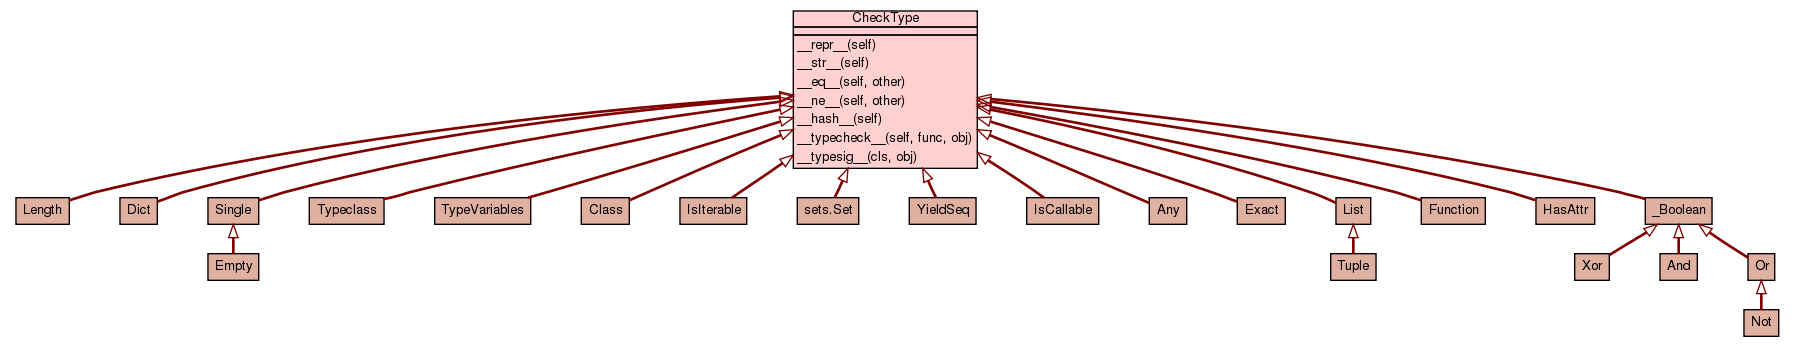 CheckType
__repr__(self)
__str__(self)
__eq__(self, other)
__ne__(self, other)
__hash__(self)
__typecheck__(self, func, obj)
__typesig__(cls, obj)
Length
Dict
Single
Typeclass
TypeVariables
Class
IsIterable
sets.Set
YieldSeq
IsCallable
Any
Exact
List
Function
HasAttr
_Boolean
Empty
Tuple
Xor
And
Or
Not